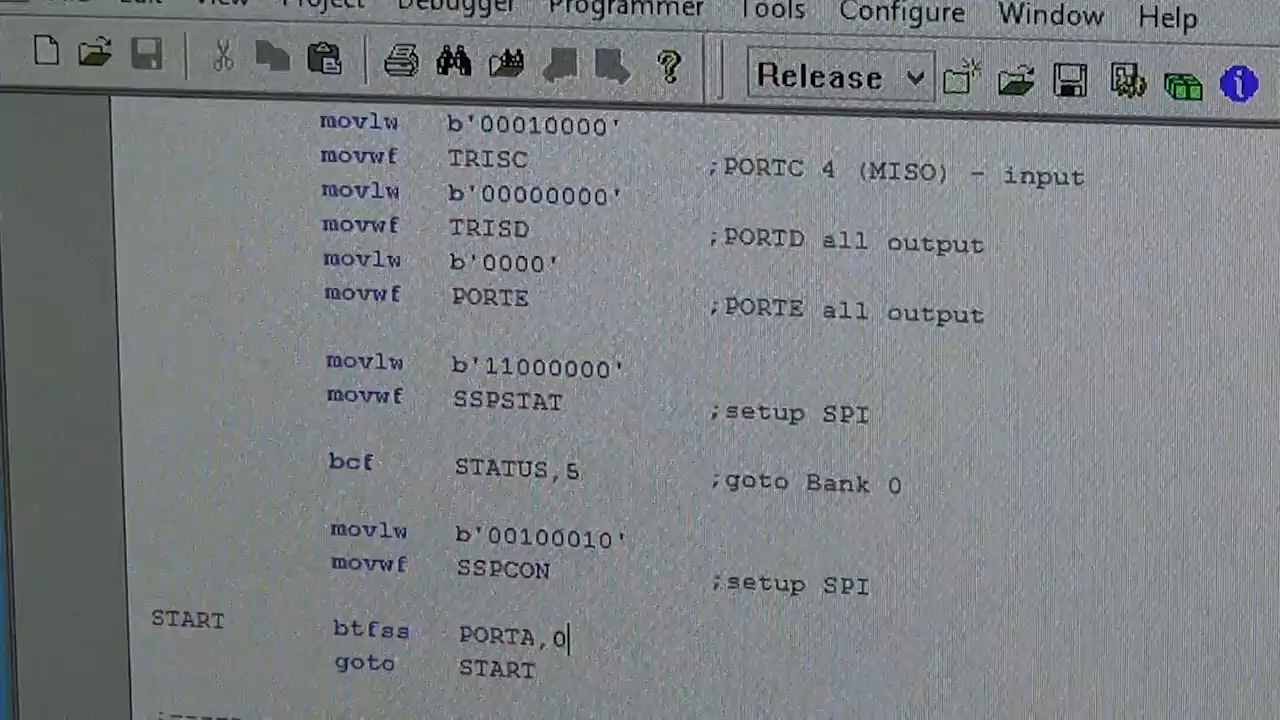 Edit View Project Debugger Programmer Tools Configure Window Help
Release
movlw b'00010000'
movwf TRISC ;PORTC 4 (MISO) - input
movlw b'00000000'
movwf TRISD ;PORTD all output
movlw b'0000'
movwf PORTE ;PORTE all output
movlw b'11000000'
movwf SSPSTAT ;setup SPI
bcf STATUS,5 ;goto Bank 0
movlw b'00100010'
movwf SSPCON ;setup SPI
START btfss PORTA,0
goto START
;-----